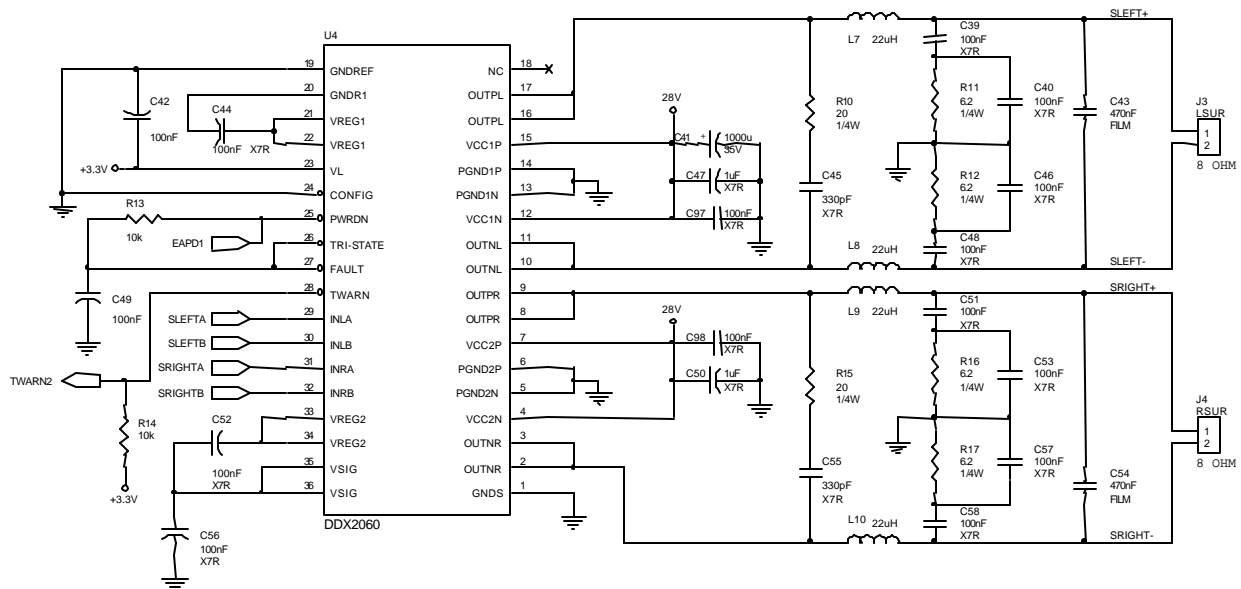 U4
19 GNDREF
20 GNDR1
21 VREG1
22 VREG1
23 VL
24 CONFIG
25 PWRDN
26 TRI-STATE
27 FAULT
28 TWARN
29 INLA
30 INLB
31 INRA
32 INRB
33 VREG2
34 VREG2
35 VSIG
36 VSIG
NC 18
OUTPL 17
OUTPL 16
VCC1P 15
PGND1P 14
PGND1N 13
VCC1N 12
OUTNL 11
OUTNL 10
OUTPR 9
OUTPR 8
VCC2P 7
PGND2P 6
PGND2N 5
VCC2N 4
OUTNR 3
OUTNR 2
GNDS 1
DDX2060
C42
100nF
C44
100nF X7R
+3.3V
R13
10k
EAPD1
C49
100nF
SLEFTA
SLEFTB
SRIGHTA
SRIGHTB
TWARN2
R14
10k
+3.3V
C52
100nF
X7R
C56
100nF
X7R
28V
C41 + 1000u
35V
C47 1uF
X7R
C97 100nF
X7R
28V
C98 100nF
X7R
C50 1uF
X7R
R10
20
1/4W
C45
330pF
X7R
L7 22uH
L8 22uH
C39
100nF
X7R
R11
6.2
1/4W
C40
100nF
X7R
R12
6.2
1/4W
C46
100nF
X7R
C48
100nF
X7R
C43
470nF
FILM
SLEFT+
SLEFT-
J3
LSUR
1
2
8 OHM
SRIGHT+
L9 22uH
C51
100nF
X7R
R15
20
1/4W
R16
6.2
1/4W
C53
100nF
X7R
R17
6.2
1/4W
C57
100nF
X7R
C55
330pF
X7R
C58
100nF
X7R
L10 22uH
C54
470nF
FILM
SRIGHT-
J4
RSUR
1
2
8 OHM